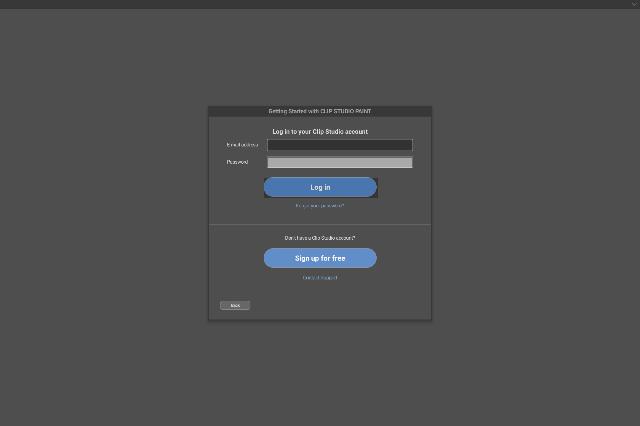 Getting Started with CLIP STUDIO PAINT
Log in to your Clip Studio account
E-mail address
Password
Log in
Forgot your password?
Don't have a Clip Studio account?
Sign up for free
Contact Support
Back